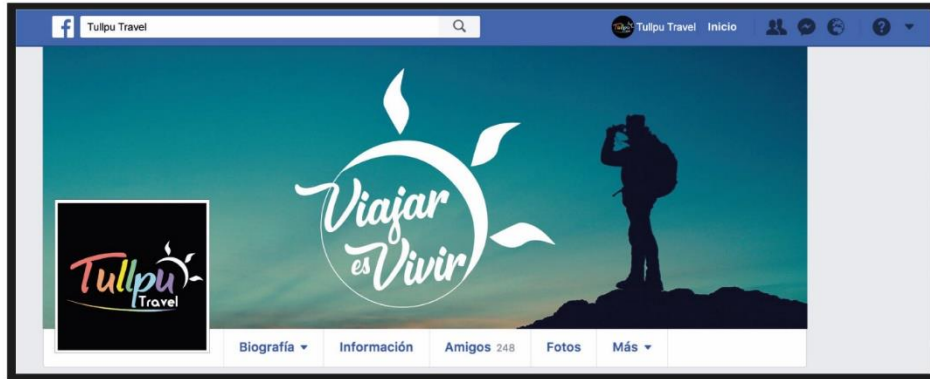 Tullpu Travel
Tullpu Travel Inicio
Viajar
es Vivir
Tullpu
Travel
Biografía Información Amigos 248 Fotos Más